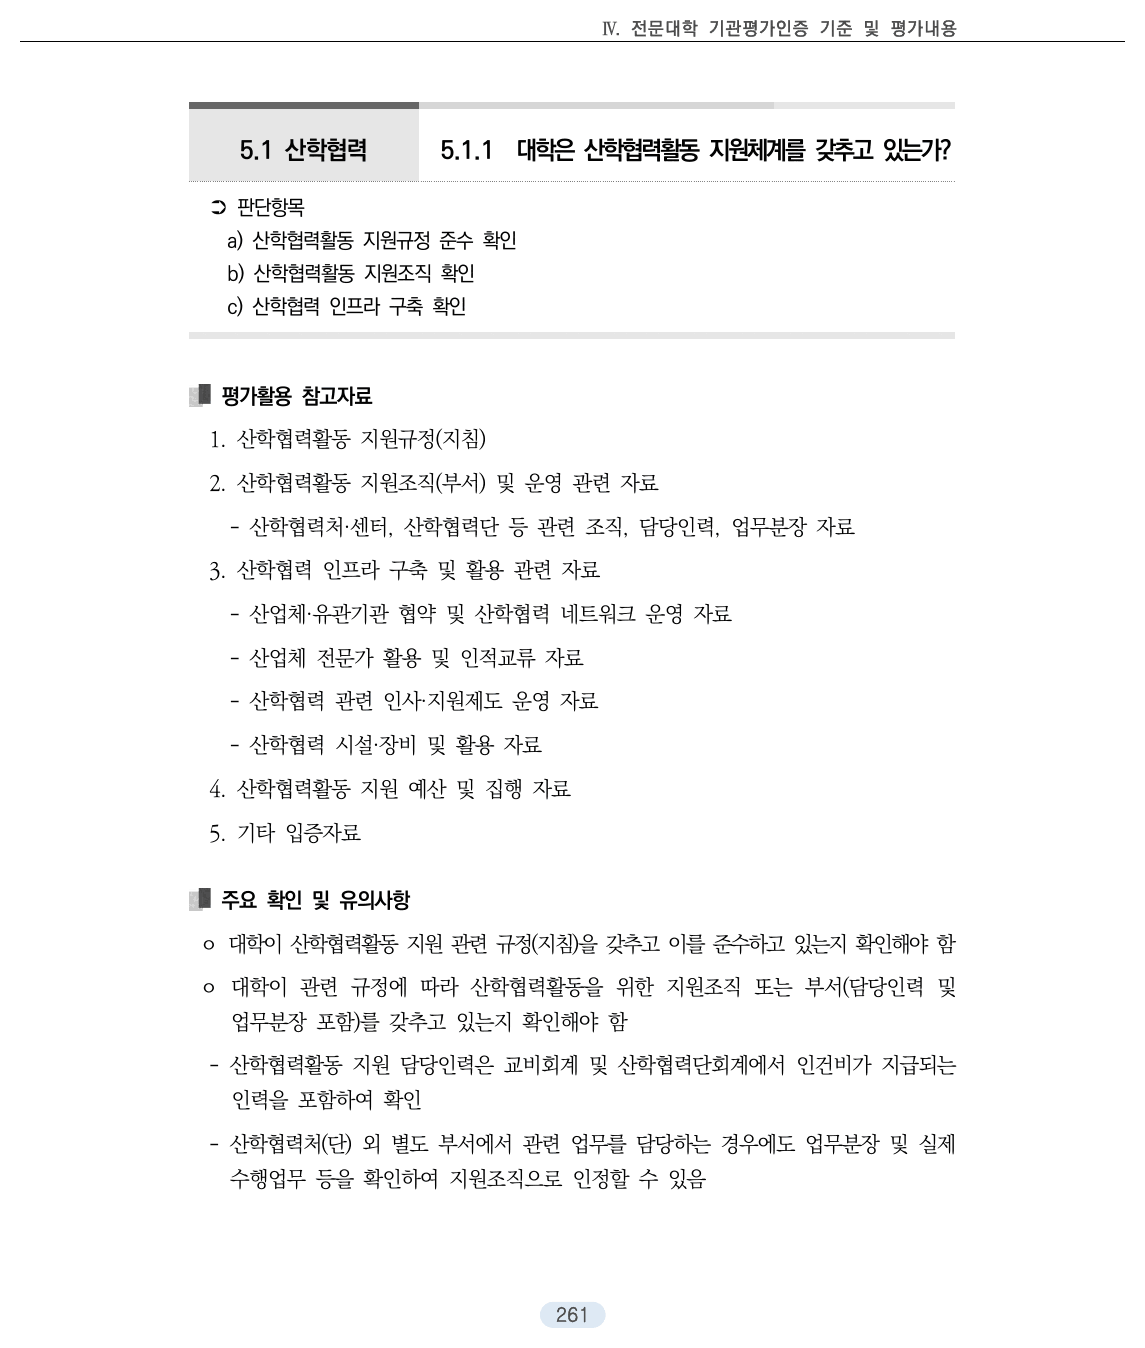 Ⅳ. 전문대학 기관평가인증 기준 및 평가내용
5.1 산학협력
5.1.1 대학은 산학협력활동 지원체계를 갖추고 있는가?
➲ 판단항목
a) 산학협력활동 지원규정 준수 확인
b) 산학협력활동 지원조직 확인
c) 산학협력 인프라 구축 확인
평가활용 참고자료
1. 산학협력활동 지원규정(지침)
2. 산학협력활동 지원조직(부서) 및 운영 관련 자료
- 산학협력처·센터, 산학협력단 등 관련 조직, 담당인력, 업무분장 자료
3. 산학협력 인프라 구축 및 활용 관련 자료
- 산업체·유관기관 협약 및 산학협력 네트워크 운영 자료
- 산업체 전문가 활용 및 인적교류 자료
- 산학협력 관련 인사·지원제도 운영 자료
- 산학협력 시설·장비 및 활용 자료
4. 산학협력활동 지원 예산 및 집행 자료
5. 기타 입증자료
주요 확인 및 유의사항
ㅇ 대학이 산학협력활동 지원 관련 규정(지침)을 갖추고 이를 준수하고 있는지 확인해야 함
ㅇ 대학이 관련 규정에 따라 산학협력활동을 위한 지원조직 또는 부서(담당인력 및
업무분장 포함)를 갖추고 있는지 확인해야 함
- 산학협력활동 지원 담당인력은 교비회계 및 산학협력단회계에서 인건비가 지급되는
인력을 포함하여 확인
- 산학협력처(단) 외 별도 부서에서 관련 업무를 담당하는 경우에도 업무분장 및 실제
수행업무 등을 확인하여 지원조직으로 인정할 수 있음
261